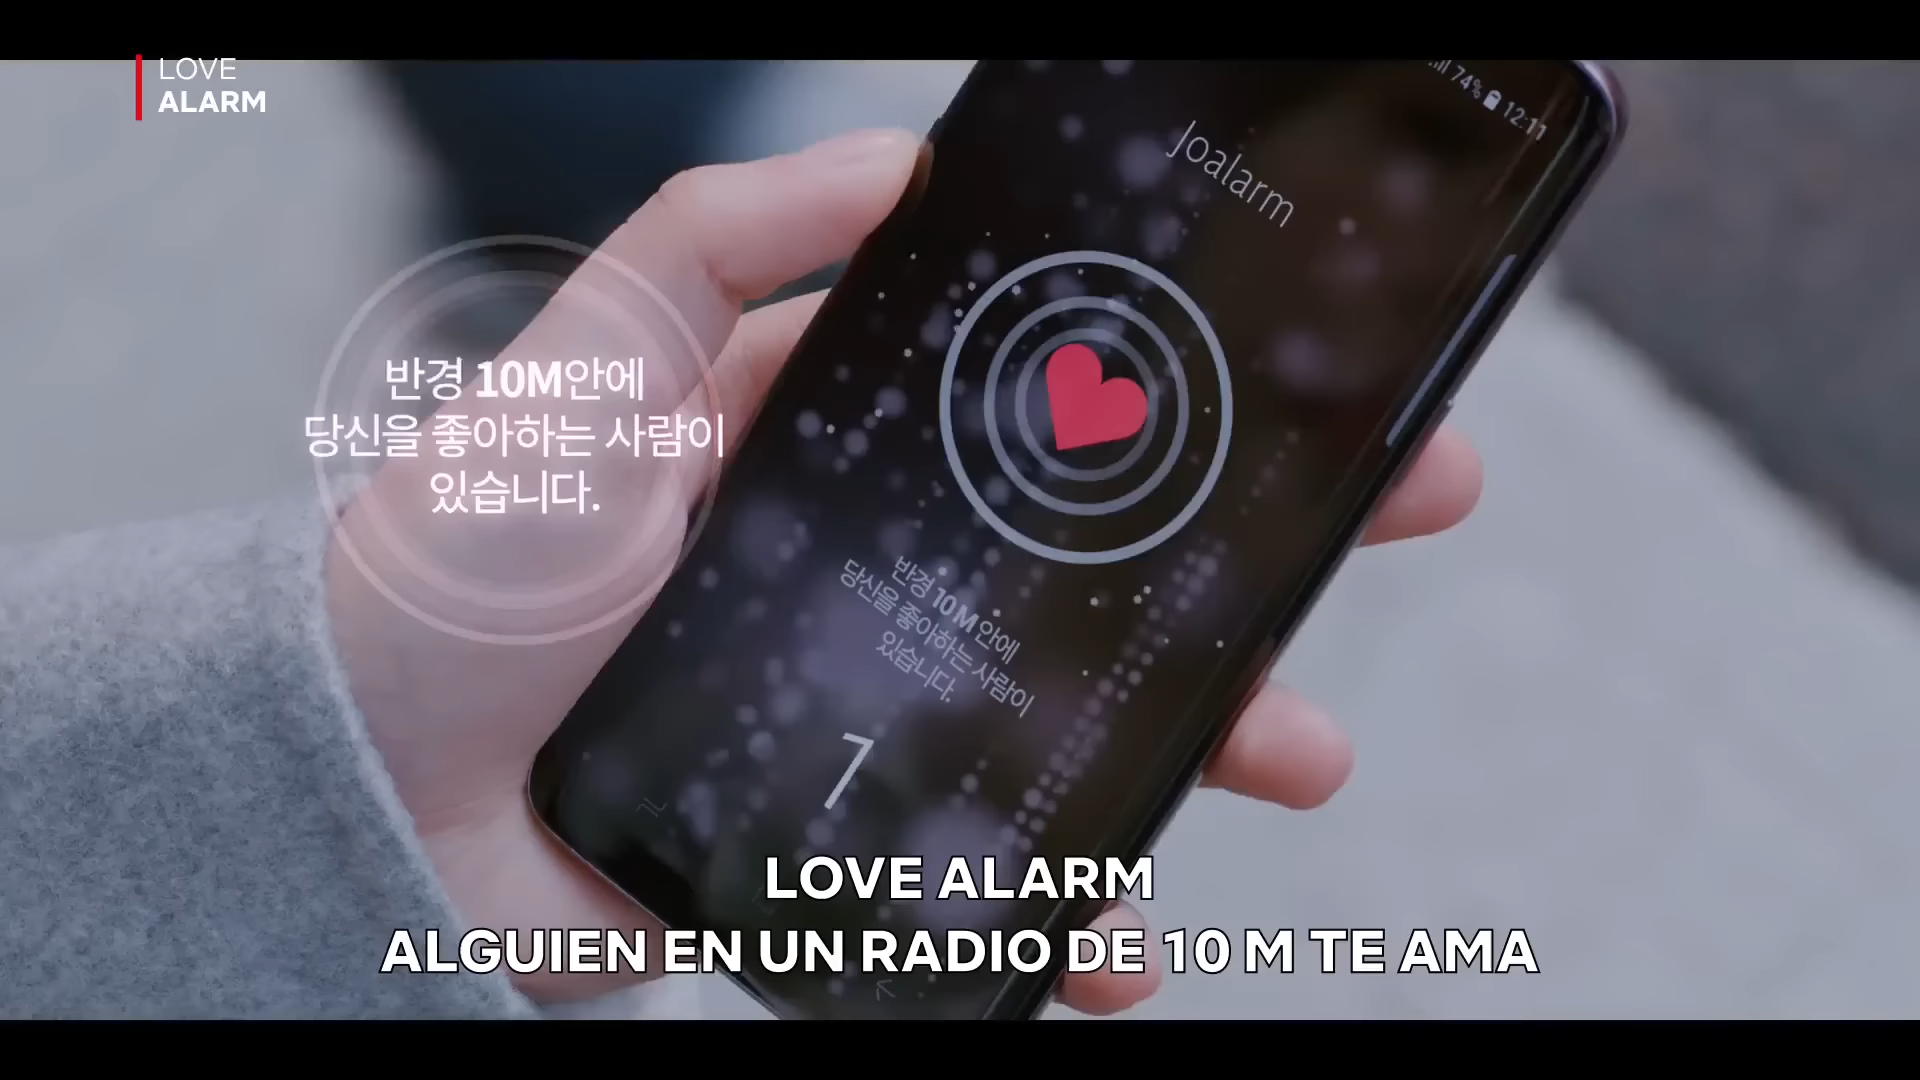 LOVE
ALARM
74% 12:11
Joalarm
반경 10M안에
당신을 좋아하는 사람이
있습니다.
반경 10M 안에
당신을 좋아하는 사람이
있습니다.
1
LOVE ALARM
ALGUIEN EN UN RADIO DE 10 M TE AMA